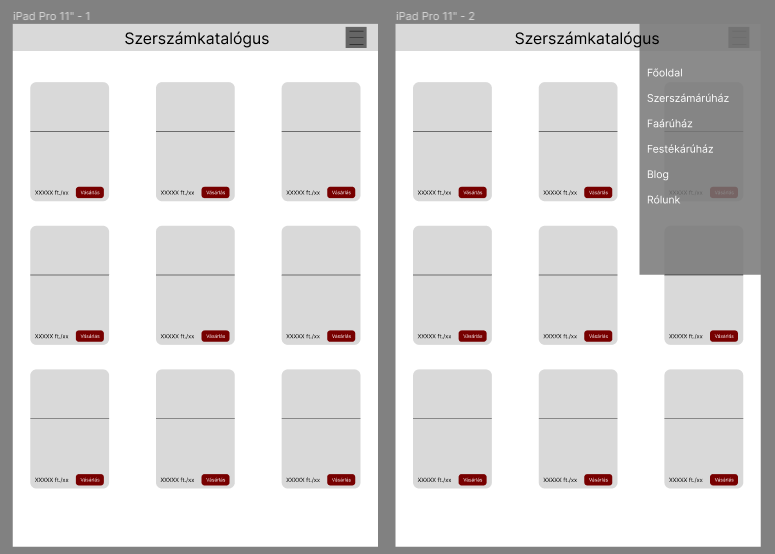 iPad Pro 11" - 1
Szerszámkatalógus
XXXXX ft./xx Vásárlás XXXXX ft./xx Vásárlás XXXXX ft./xx Vásárlás
XXXXX ft./xx Vásárlás XXXXX ft./xx Vásárlás XXXXX ft./xx Vásárlás
XXXXX ft./xx Vásárlás XXXXX ft./xx Vásárlás XXXXX ft./xx Vásárlás
iPad Pro 11" - 2
Szerszámkatalógus
Főoldal
Szerszámárúház
Faárúház
Festékárúház
Blog
Rólunk
XXXXX ft./xx Vásárlás XXXXX ft./xx Vásárlás XXXXX ft./xx Vásárlás
XXXXX ft./xx Vásárlás XXXXX ft./xx Vásárlás XXXXX ft./xx Vásárlás
XXXXX ft./xx Vásárlás XXXXX ft./xx Vásárlás XXXXX ft./xx Vásárlás